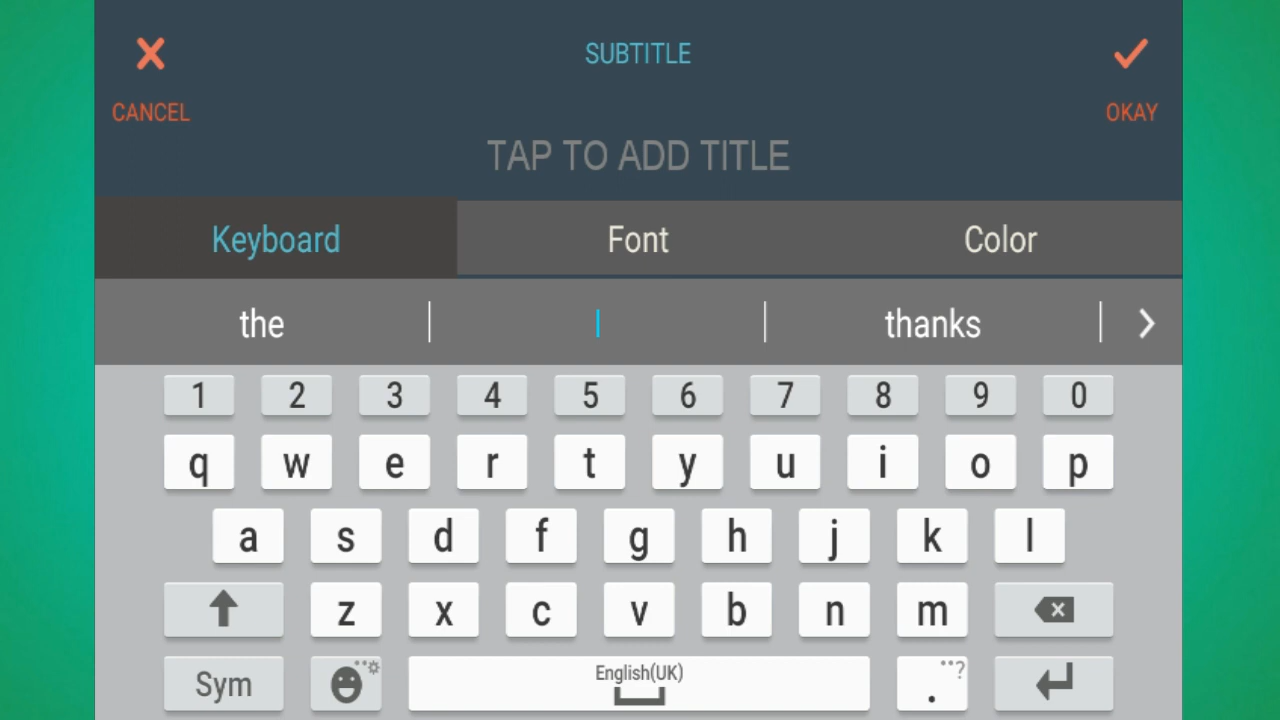 SUBTITLE
CANCEL
OKAY
TAP TO ADD TITLE
Keyboard Font Color
the I thanks
1 2 3 4 5 6 7 8 9 0
q w e r t y u i o p
a s d f g h j k l
z x c v b n m
Sym English(UK) . ?